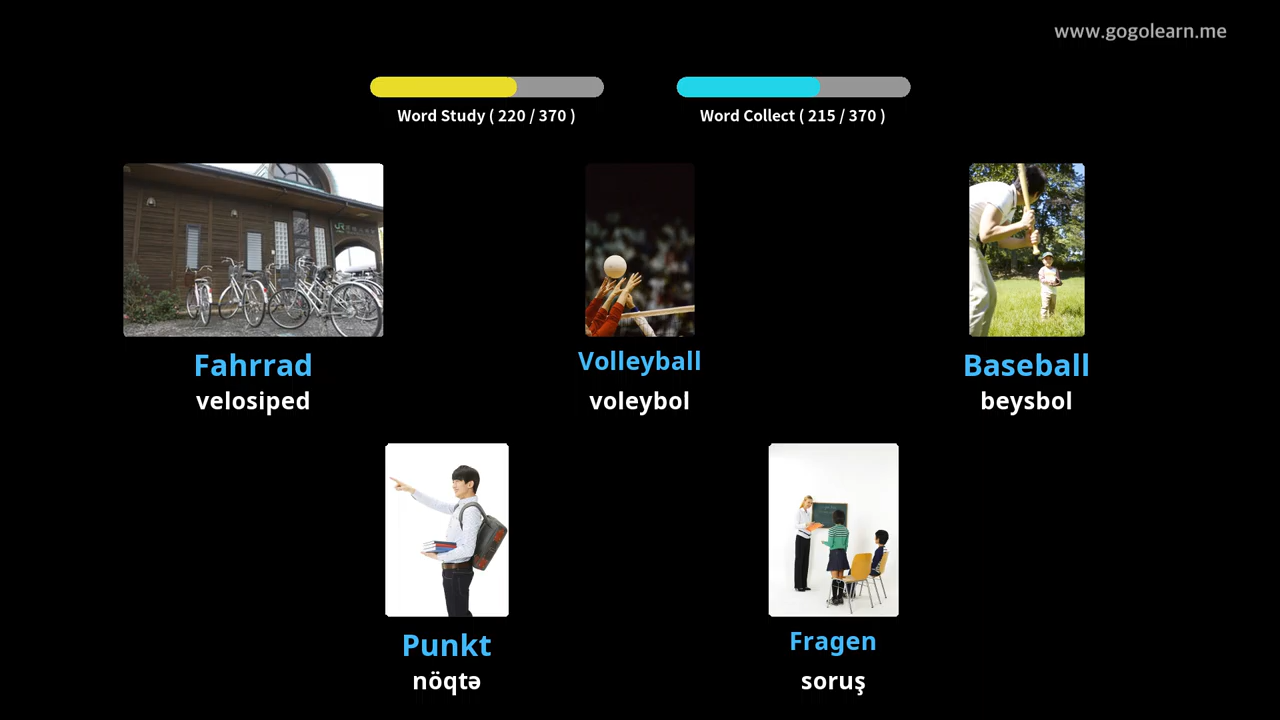 www.gogolearn.me
Word Study ( 220 / 370 )
Word Collect ( 215 / 370 )
Fahrrad
velosiped
Volleyball
voleybol
Baseball
beysbol
Punkt
nöqtə
Fragen
soruş